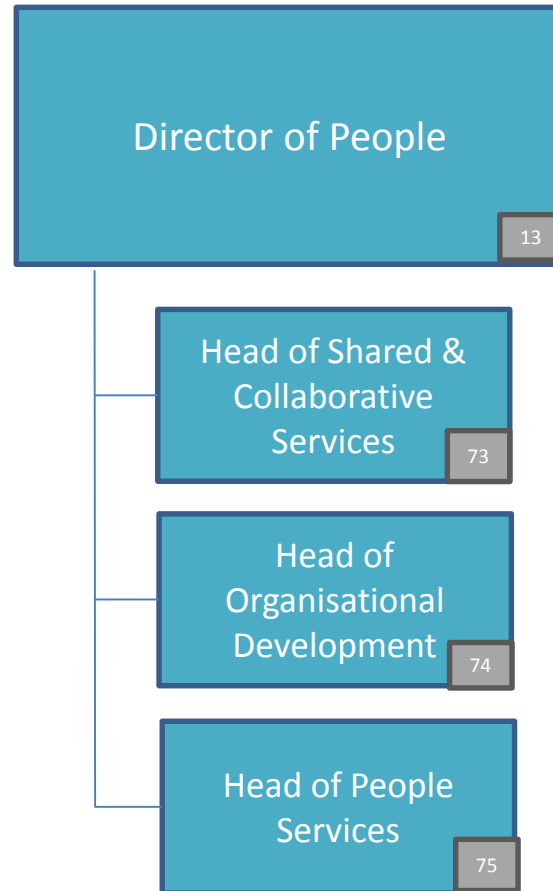 Director of People
13
Head of Shared &
Collaborative
Services
73
Head of
Organisational
Development
74
Head of People
Services
75